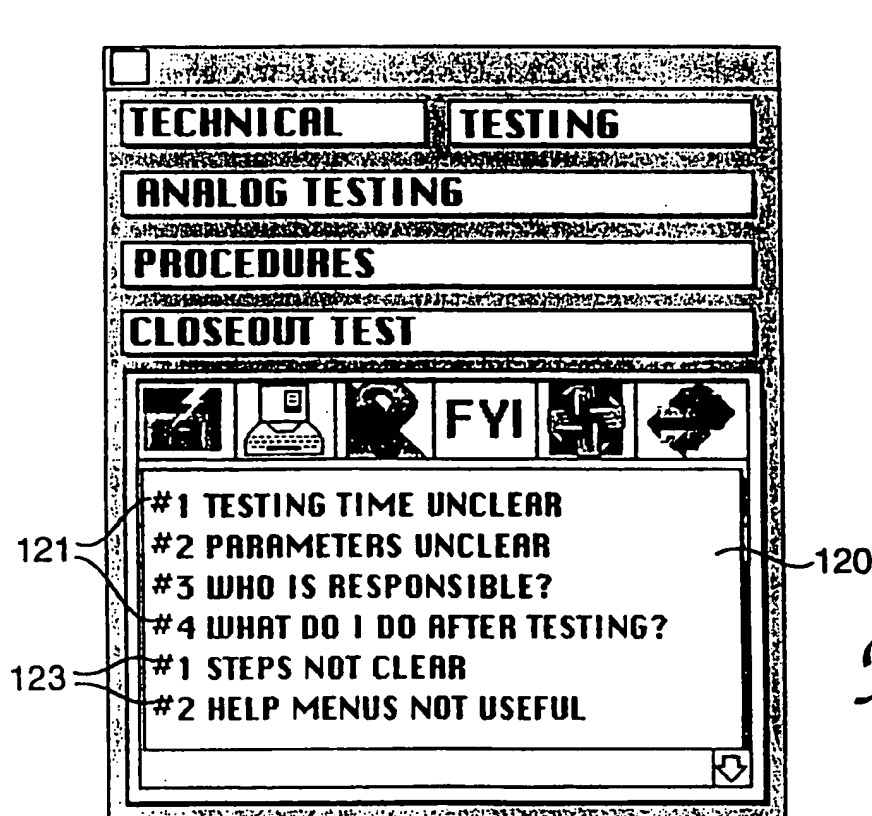 TECHNICAL TESTING
ANALOG TESTING
PROCEDURES
CLOSEOUT TEST
FYI
#1 TESTING TIME UNCLEAR
#2 PARAMETERS UNCLEAR
121
120
#3 WHO IS RESPONSIBLE?
#4 WHAT DO I DO AFTER TESTING?
#1 STEPS NOT CLEAR
123
#2 HELP MENUS NOT USEFUL